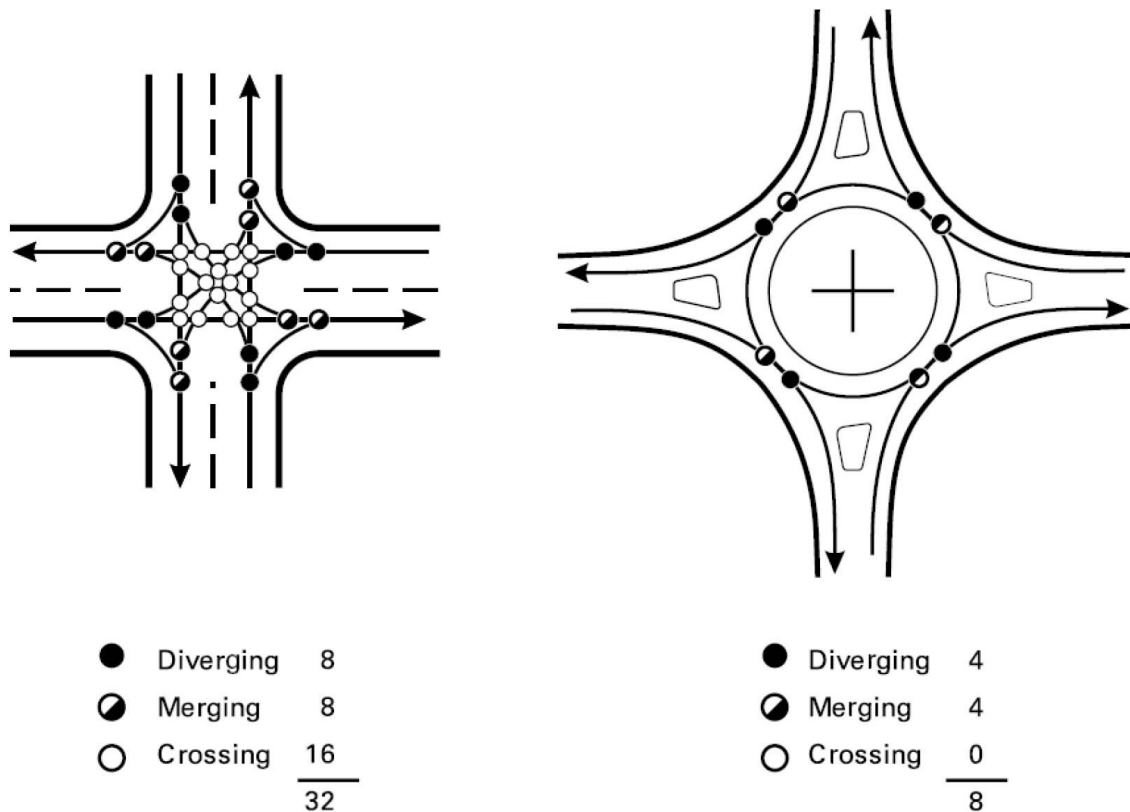 Diverging 8
Merging 8
Crossing 16
32
Diverging 4
Merging 4
Crossing 0
8